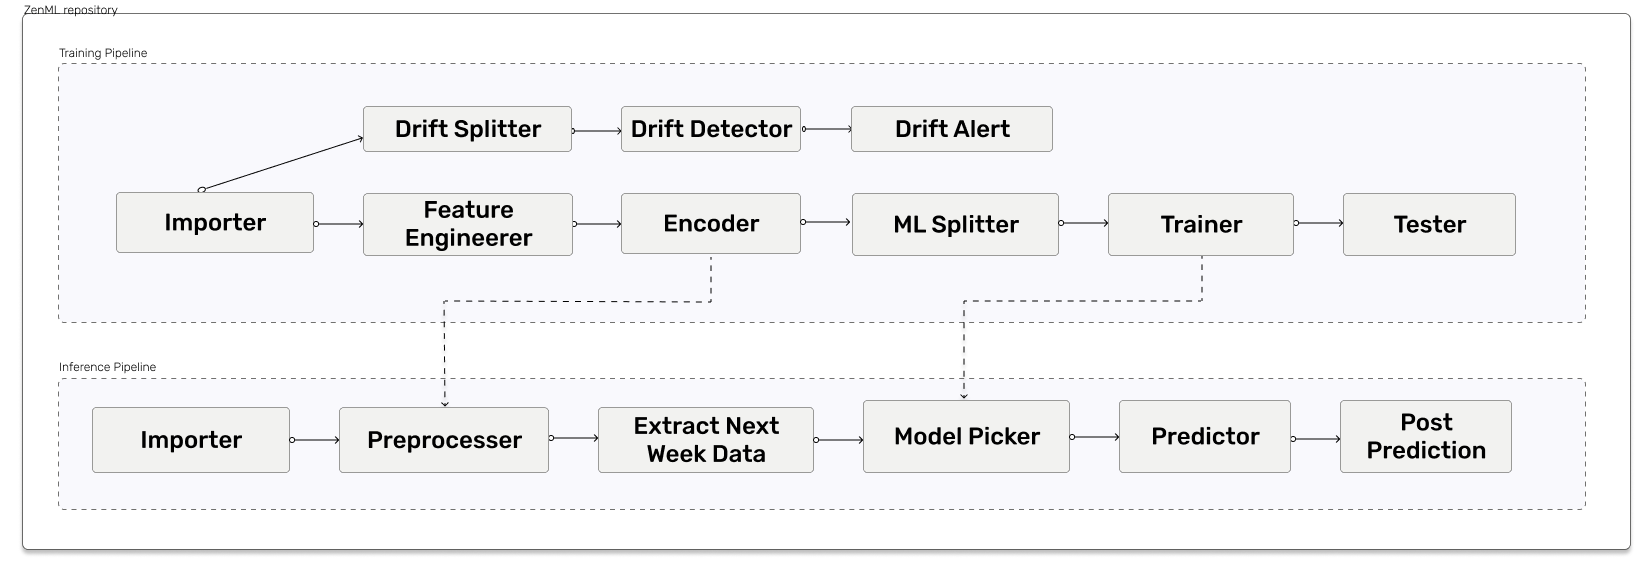 ZenML repository
Training Pipeline
Drift Splitter
Drift Detector
Drift Alert
Importer
Feature
Engineerer
Encoder
ML Splitter
Trainer
Tester
Inference Pipeline
Importer
Preprocesser
Extract Next
Week Data
Model Picker
Predictor
Post
Prediction